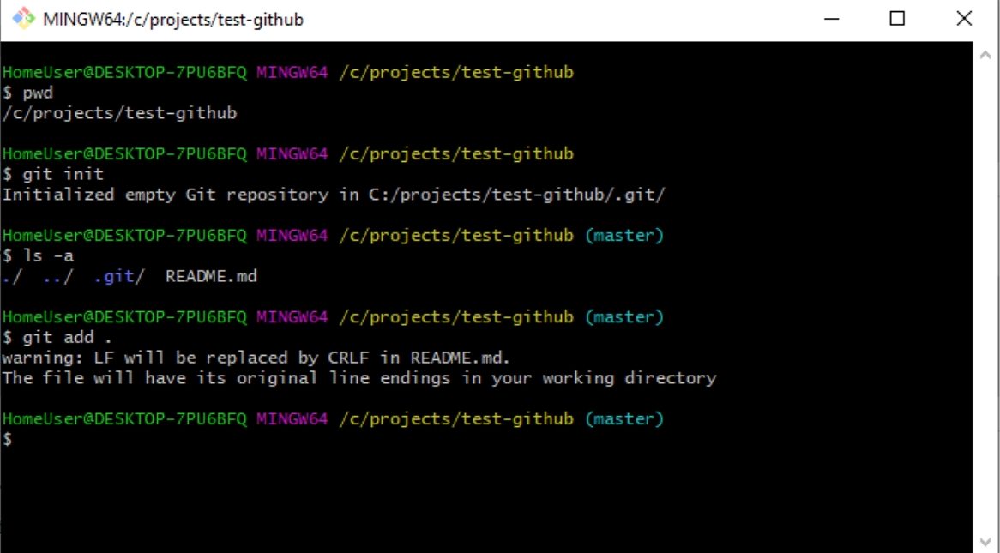 MINGW64:/c/projects/test-github
HomeUser@DESKTOP-7PU6BFQ MINGW64 /c/projects/test-github
$ pwd
/c/projects/test-github
HomeUser@DESKTOP-7PU6BFQ MINGW64 /c/projects/test-github
$ git init
Initialized empty Git repository in C:/projects/test-github/.git/
HomeUser@DESKTOP-7PU6BFQ MINGW64 /c/projects/test-github (master)
$ ls -a
./  ../  .git/  README.md
HomeUser@DESKTOP-7PU6BFQ MINGW64 /c/projects/test-github (master)
$ git add .
warning: LF will be replaced by CRLF in README.md.
The file will have its original line endings in your working directory
HomeUser@DESKTOP-7PU6BFQ MINGW64 /c/projects/test-github (master)
$